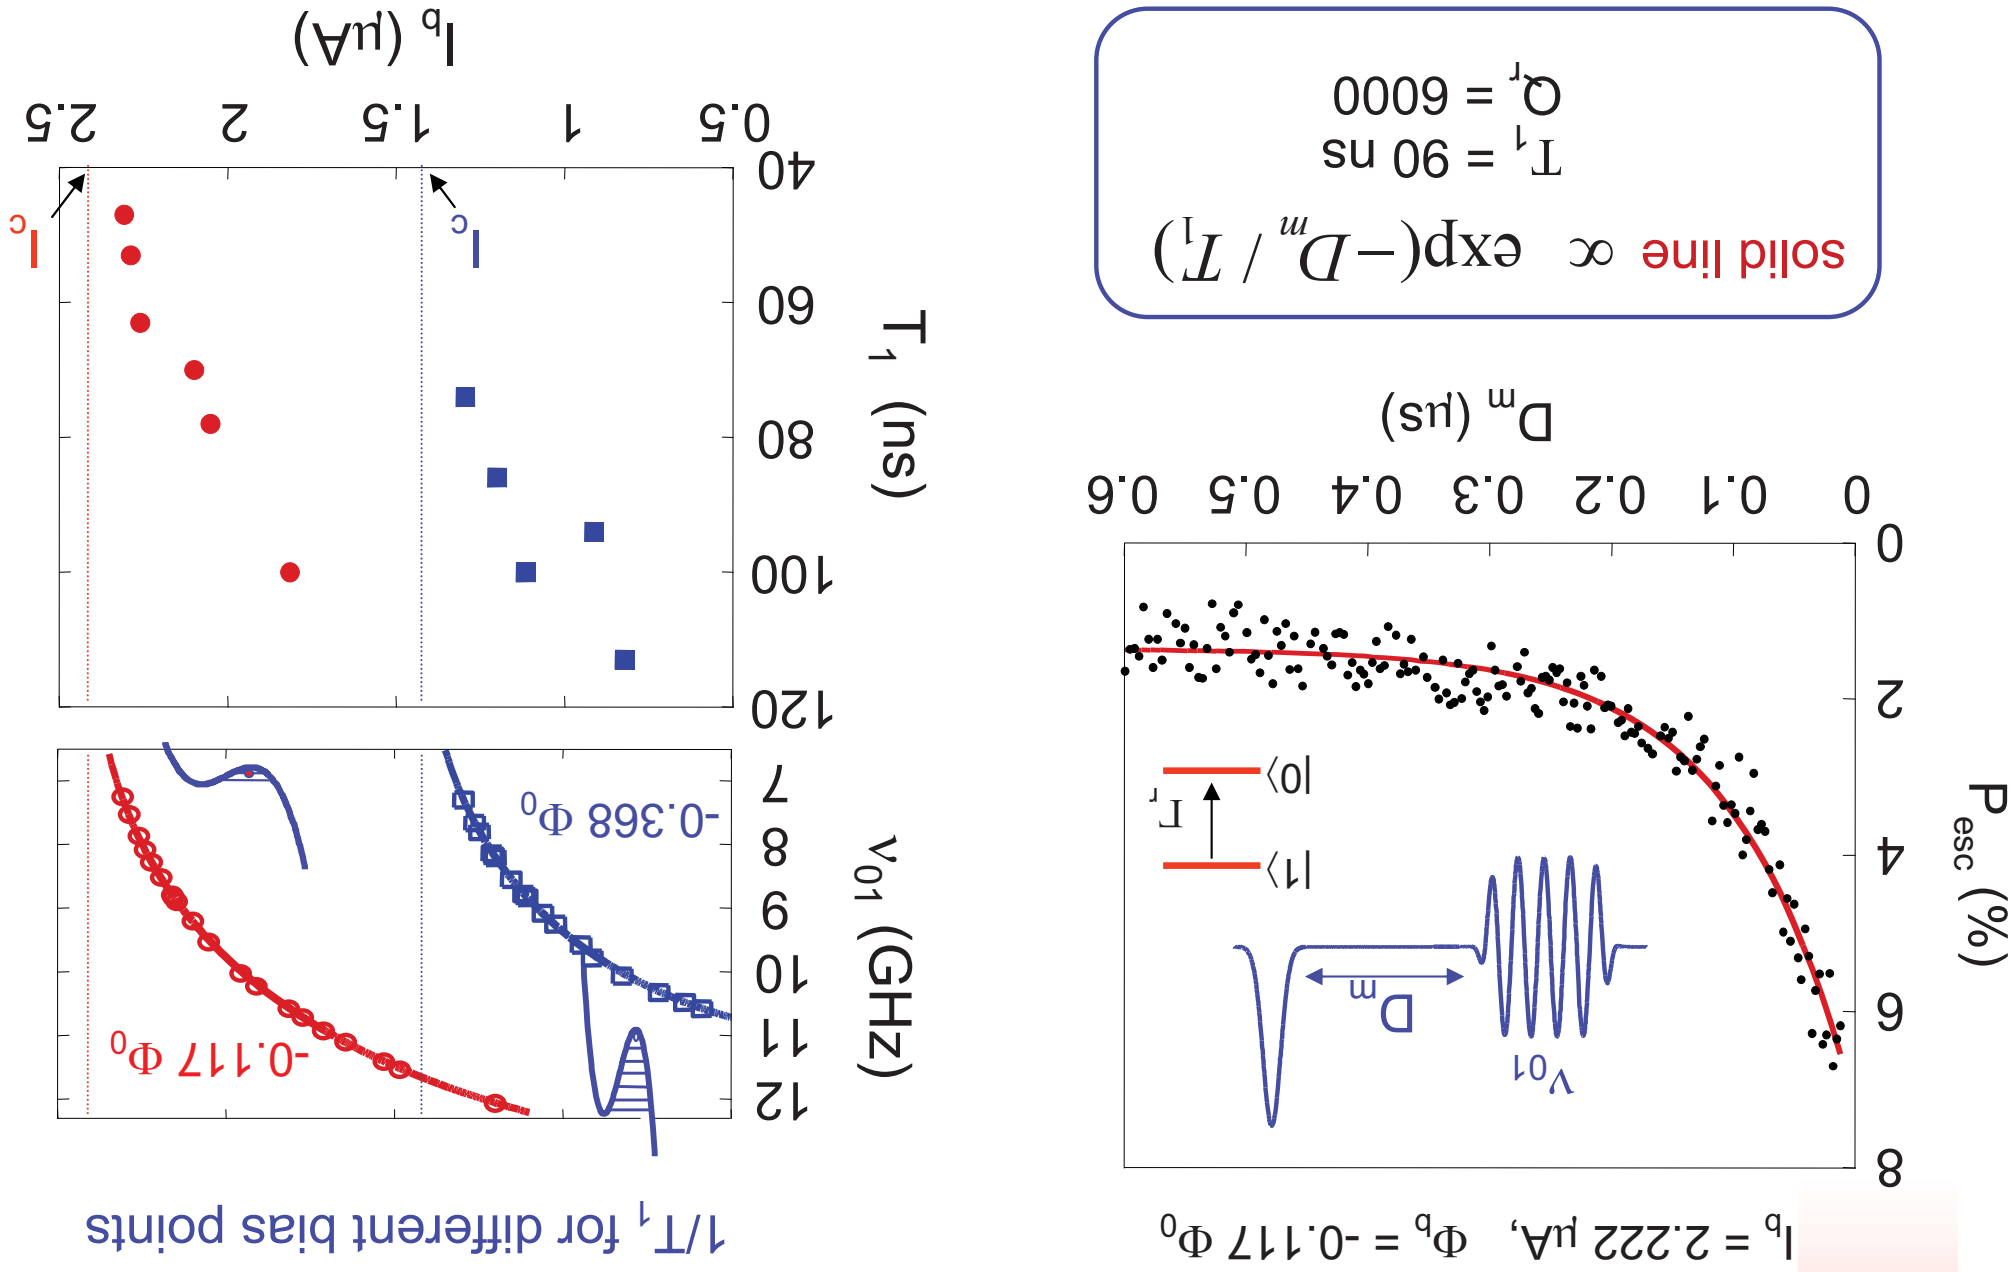 I_b = 2.222 μA, Φ_b = -0.117 Φ_0
P_esc (%)
8
6
4
2
0
ν_01
D_m
|1⟩
Γ_r
|0⟩
0
0.1
0.2
0.3
0.4
0.5
0.6
D_m (μs)
solid line ∝ exp(−D_m / T_1)
T_1 = 90 ns
Q_r = 6000
1/T_1 for different bias points
ν_01 (GHz)
12
11
10
9
8
7
-0.117 Φ_0
-0.368 Φ_0
T_1 (ns)
120
100
80
60
40
I_c
I_c
0.5
1
1.5
2
2.5
I_b (μA)